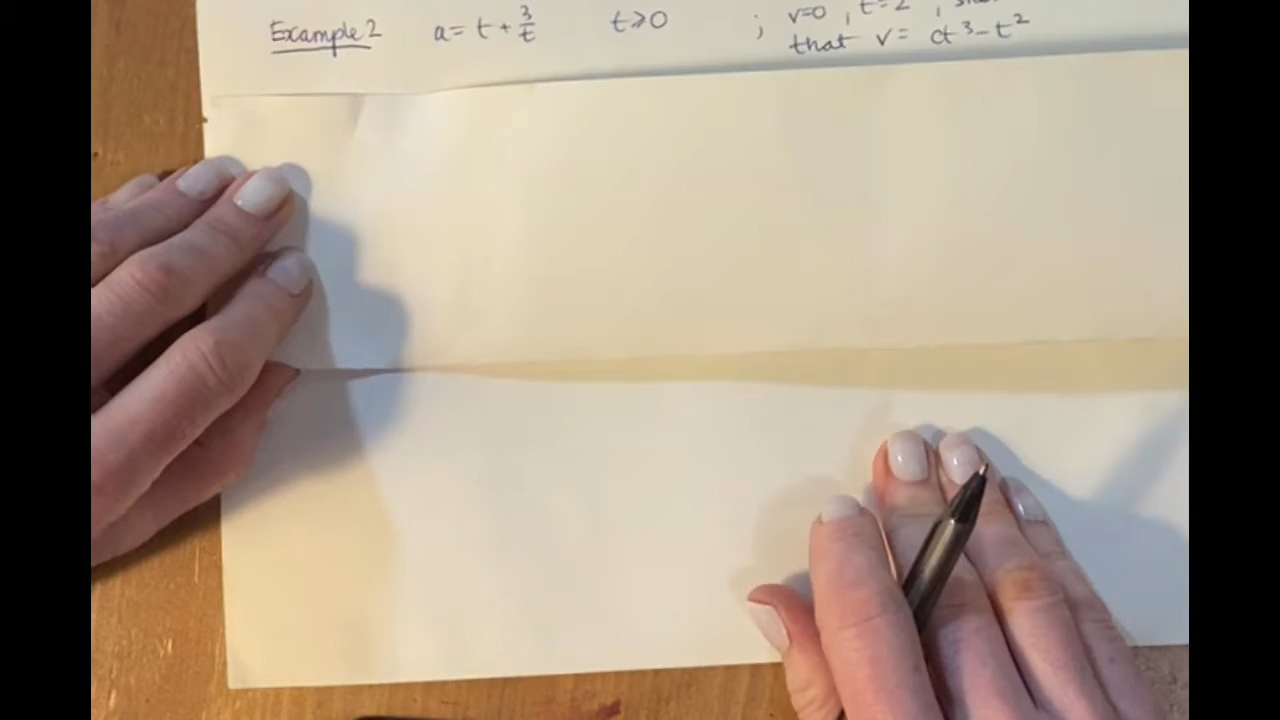 Example 2 a = t + 3/t t ⩾ 0 ; v=0 , t=2 ,
that v = ct³ - t²